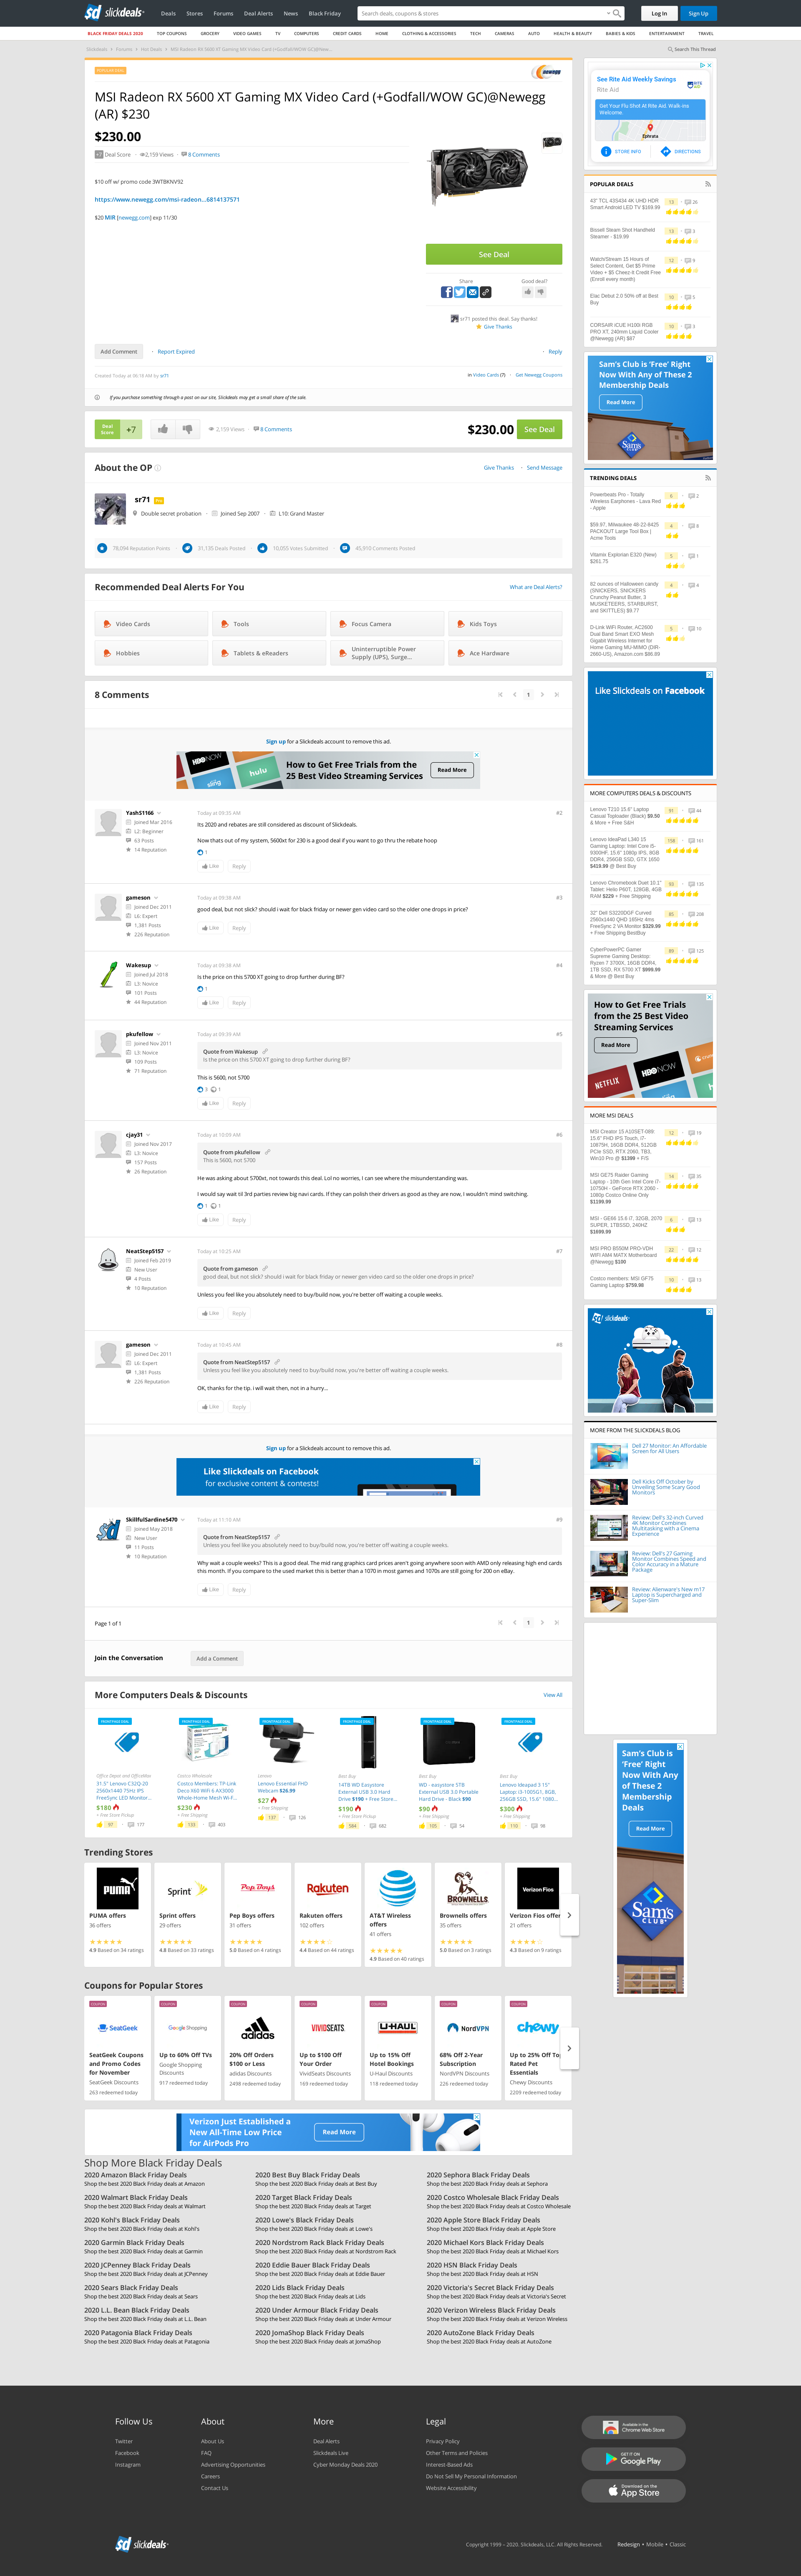 slickdeals
Deals Stores Forums Deal Alerts News Black Friday
Search deals, coupons & stores
Log In Sign Up
BLACK FRIDAY DEALS 2020 TOP COUPONS GROCERY VIDEO GAMES TV COMPUTERS CREDIT CARDS HOME CLOTHING & ACCESSORIES TECH CAMERAS AUTO HEALTH & BEAUTY BABIES & KIDS ENTERTAINMENT TRAVEL
Slickdeals Forums Hot Deals MSI Radeon RX 5600 XT Gaming MX Video Card (+Godfall/WOW GC)@New...
Search This Thread
newegg
MSI Radeon RX 5600 XT Gaming MX Video Card (+Godfall/WOW GC)@Newegg
(AR) $230
$230.00
+7 Deal Score 2,159 Views 8 Comments
$10 off w/ promo code 3WTBKNV92
https://www.newegg.com/msi-radeon...6814137571
$20 MIR [newegg.com] exp 11/30
See Deal
Share
Good deal?
sr71 posted this deal. Say thanks!
Give Thanks
Add Comment Report Expired Reply
Created Today at 06:18 AM by sr71
in Video Cards (7) Get Newegg Coupons
If you purchase something through a post on our site, Slickdeals may get a small share of the sale.
Deal
Score
+7
2,159 Views 8 Comments
$230.00 See Deal
About the OP
Give Thanks Send Message
sr71 Pro
Double secret probation Joined Sep 2007 L10: Grand Master
78,094 Reputation Points 31,135 Deals Posted 10,055 Votes Submitted 45,910 Comments Posted
Recommended Deal Alerts For You
What are Deal Alerts?
Video Cards
Tools
Focus Camera
Kids Toys
Hobbies
Tablets & eReaders
Uninterruptible Power
Supply (UPS), Surge...
Ace Hardware
8 Comments
1
Sign up for a Slickdeals account to remove this ad.
HBO NOW
hulu
How to Get Free Trials from the
25 Best Video Streaming Services
Read More
Yash51166
Joined Mar 2016
L2: Beginner
63 Posts
14 Reputation
Today at 09:35 AM
#2
Its 2020 and rebates are still considered as discount of Slickdeals.
Now thats out of my system, 5600xt for 230 is a good deal if you want to go thru the rebate hoop
1
Like Reply
gameson
Joined Dec 2011
L6: Expert
1,381 Posts
226 Reputation
Today at 09:38 AM
#3
good deal, but not slick? should i wait for black friday or newer gen video card so the older one drops in price?
Like Reply
Wakesup
Joined Jul 2018
L3: Novice
101 Posts
44 Reputation
Today at 09:38 AM
#4
Is the price on this 5700 XT going to drop further during BF?
1
Like Reply
pkufellow
Joined Nov 2011
L3: Novice
109 Posts
71 Reputation
Today at 09:39 AM
#5
Quote from Wakesup
Is the price on this 5700 XT going to drop further during BF?
This is 5600, not 5700
3 1
Like Reply
cjay31
Joined Nov 2017
L3: Novice
157 Posts
26 Reputation
Today at 10:09 AM
#6
Quote from pkufellow
This is 5600, not 5700
He was asking about 5700xt, not towards this deal. Lol no worries, I can see where the misunderstanding was.
I would say wait til 3rd parties review big navi cards. If they can polish their drivers as good as they are now, I wouldn't mind switching.
1 1
Like Reply
NeatStep5157
Joined Feb 2019
New User
4 Posts
10 Reputation
Today at 10:25 AM
#7
Quote from gameson
good deal, but not slick? should i wait for black friday or newer gen video card so the older one drops in price?
Unless you feel like you absolutely need to buy/build now, you're better off waiting a couple weeks.
Like Reply
gameson
Joined Dec 2011
L6: Expert
1,381 Posts
226 Reputation
Today at 10:45 AM
#8
Quote from NeatStep5157
Unless you feel like you absolutely need to buy/build now, you're better off waiting a couple weeks.
OK, thanks for the tip. i will wait then, not in a hurry...
Like Reply
Sign up for a Slickdeals account to remove this ad.
Like Slickdeals on Facebook
for exclusive content & contests!
SkillfulSardine5470
Joined May 2018
New User
11 Posts
10 Reputation
Today at 11:10 AM
#9
Quote from NeatStep5157
Unless you feel like you absolutely need to buy/build now, you're better off waiting a couple weeks.
Why wait a couple weeks? This is a good deal. The mid rang graphics card prices aren't going anywhere soon with AMD only releasing high end cards
this month. If you compare to the used market this is better than a 1070 in most games and 1070s are still going for 200 on eBay.
Like Reply
Page 1 of 1
1
Join the Conversation
Add a Comment
More Computers Deals & Discounts
View All
FRONTPAGE DEAL
Office Depot and OfficeMax
31.5" Lenovo C32Q-20
2560x1440 75Hz IPS
FreeSync LED Monitor...
$180
+ Free Store Pickup
97 177
FRONTPAGE DEAL
Costco Wholesale
Costco Members: TP-Link
Deco X60 WiFi 6 AX3000
Whole-Home Mesh Wi-F...
$230
+ Free Shipping
133 403
FRONTPAGE DEAL
Lenovo
Lenovo Essential FHD
Webcam $26.99
$27
+ Free Shipping
137 126
FRONTPAGE DEAL
Best Buy
14TB WD Easystore
External USB 3.0 Hard
Drive $190 + Free Store...
$190
+ Free Store Pickup
584 682
FRONTPAGE DEAL
Best Buy
WD - easystore 5TB
External USB 3.0 Portable
Hard Drive - Black $90
$90
+ Free Shipping
105 54
FRONTPAGE DEAL
Best Buy
Lenovo Ideapad 3 15"
Laptop: i3-1005G1, 8GB,
256GB SSD, 15.6" 1080...
$300
+ Free Shipping
110 98
Trending Stores
PUMA
PUMA offers
36 offers
4.9 Based on 34 ratings
Sprint
Sprint offers
29 offers
4.8 Based on 33 ratings
Pep Boys
Pep Boys offers
31 offers
5.0 Based on 4 ratings
Rakuten
Rakuten offers
102 offers
4.4 Based on 44 ratings
AT&T
AT&T Wireless
offers
41 offers
4.9 Based on 40 ratings
BROWNELLS
Brownells offers
35 offers
5.0 Based on 3 ratings
Verizon Fios
Verizon Fios offer
21 offers
4.3 Based on 9 ratings
Coupons for Popular Stores
COUPON
SeatGeek
SeatGeek Coupons
and Promo Codes
for November
SeatGeek Discounts
263 redeemed today
COUPON
Google Shopping
Up to 60% Off TVs
Google Shopping
Discounts
917 redeemed today
COUPON
adidas
20% Off Orders
$100 or Less
adidas Discounts
2498 redeemed today
COUPON
VIVIDSEATS
Up to $100 Off
Your Order
VividSeats Discounts
169 redeemed today
COUPON
U-HAUL
Up to 15% Off
Hotel Bookings
U-Haul Discounts
118 redeemed today
COUPON
NordVPN
68% Off 2-Year
Subscription
NordVPN Discounts
226 redeemed today
COUPON
chewy
Up to 25% Off To
Rated Pet
Essentials
Chewy Discounts
2209 redeemed today
Verizon Just Established a
New All-Time Low Price
for AirPods Pro
Read More
Shop More Black Friday Deals
2020 Amazon Black Friday Deals
Shop the best 2020 Black Friday deals at Amazon
2020 Best Buy Black Friday Deals
Shop the best 2020 Black Friday deals at Best Buy
2020 Sephora Black Friday Deals
Shop the best 2020 Black Friday deals at Sephora
2020 Walmart Black Friday Deals
Shop the best 2020 Black Friday deals at Walmart
2020 Target Black Friday Deals
Shop the best 2020 Black Friday deals at Target
2020 Costco Wholesale Black Friday Deals
Shop the best 2020 Black Friday deals at Costco Wholesale
2020 Kohl's Black Friday Deals
Shop the best 2020 Black Friday deals at Kohl's
2020 Lowe's Black Friday Deals
Shop the best 2020 Black Friday deals at Lowe's
2020 Apple Store Black Friday Deals
Shop the best 2020 Black Friday deals at Apple Store
2020 Garmin Black Friday Deals
Shop the best 2020 Black Friday deals at Garmin
2020 Nordstrom Rack Black Friday Deals
Shop the best 2020 Black Friday deals at Nordstrom Rack
2020 Michael Kors Black Friday Deals
Shop the best 2020 Black Friday deals at Michael Kors
2020 JCPenney Black Friday Deals
Shop the best 2020 Black Friday deals at JCPenney
2020 Eddie Bauer Black Friday Deals
Shop the best 2020 Black Friday deals at Eddie Bauer
2020 HSN Black Friday Deals
Shop the best 2020 Black Friday deals at HSN
2020 Sears Black Friday Deals
Shop the best 2020 Black Friday deals at Sears
2020 Lids Black Friday Deals
Shop the best 2020 Black Friday deals at Lids
2020 Victoria's Secret Black Friday Deals
Shop the best 2020 Black Friday deals at Victoria's Secret
2020 L.L. Bean Black Friday Deals
Shop the best 2020 Black Friday deals at L.L. Bean
2020 Under Armour Black Friday Deals
Shop the best 2020 Black Friday deals at Under Armour
2020 Verizon Wireless Black Friday Deals
Shop the best 2020 Black Friday deals at Verizon Wireless
2020 Patagonia Black Friday Deals
Shop the best 2020 Black Friday deals at Patagonia
2020 JomaShop Black Friday Deals
Shop the best 2020 Black Friday deals at JomaShop
2020 AutoZone Black Friday Deals
Shop the best 2020 Black Friday deals at AutoZone
See Rite Aid Weekly Savings
Rite Aid
Get Your Flu Shot At Rite Aid. Walk-ins
Welcome.
Ephrata
STORE INFO DIRECTIONS
POPULAR DEALS
43" TCL 43S434 4K UHD HDR
Smart Android LED TV $168.99
13 26
Bissell Steam Shot Handheld
Steamer - $19.99
13 3
Watch/Stream 15 Hours of
Select Content, Get $5 Prime
Video + $5 Cheez-It Credit Free
(Enroll every month)
12 9
Elac Debut 2.0 50% off at Best
Buy
10 5
CORSAIR iCUE H100i RGB
PRO XT, 240mm Liquid Cooler
@Newegg (AR) $87
10 3
Sam's Club is 'Free' Right
Now With Any of These 2
Membership Deals
Read More
Sam's
TRENDING DEALS
Powerbeats Pro - Totally
Wireless Earphones - Lava Red
- Apple
6 2
$59.97, Milwaukee 48-22-8425
PACKOUT Large Tool Box |
Acme Tools
4 8
Vitamix Explorian E320 (New)
$261.75
5 1
82 ounces of Halloween candy
(SNICKERS, SNICKERS
Crunchy Peanut Butter, 3
MUSKETEERS, STARBURST,
and SKITTLES) $9.77
4 4
D-Link WiFi Router, AC2600
Dual Band Smart EXO Mesh
Gigabit Wireless Internet for
Home Gaming MU-MIMO (DIR-
2660-US), Amazon.com $86.89
5 10
Like Slickdeals on Facebook
MORE COMPUTERS DEALS & DISCOUNTS
Lenovo T210 15.6" Laptop
Casual Toploader (Black) $9.50
& More + Free S&H
91 44
Lenovo IdeaPad L340 15
Gaming Laptop: Intel Core i5-
9300HF, 15.6" 1080p IPS, 8GB
DDR4, 256GB SSD, GTX 1650
$419.99 @ Best Buy
158 161
Lenovo Chromebook Duet 10.1"
Tablet: Helio P60T, 128GB, 4GB
RAM $229 + Free Shipping
93 135
32" Dell S3220DGF Curved
2560x1440 QHD 165Hz 4ms
FreeSync 2 VA Monitor $329.99
+ Free Shipping BestBuy
85 208
CyberPowerPC Gamer
Supreme Gaming Desktop:
Ryzen 7 3700X, 16GB DDR4,
1TB SSD, RX 5700 XT $999.99
& More @ Best Buy
89 125
How to Get Free Trials
from the 25 Best Video
Streaming Services
Read More
NETFLIX
HBO NOW
MORE MSI DEALS
MSI Creator 15 A10SET-089:
15.6" FHD IPS Touch, i7-
10875H, 16GB DDR4, 512GB
PCIe SSD, RTX 2060, TB3,
Win10 Pro @ $1399 + F/S
12 19
MSI GE75 Raider Gaming
Laptop - 10th Gen Intel Core i7-
10750H - GeForce RTX 2060 -
1080p Costco Online Only
$1199.99
14 35
MSI - GE66 15.6 i7, 32GB, 2070
SUPER, 1TBSSD, 240HZ
$1699.99
6 13
MSI PRO B550M PRO-VDH
WIFI AM4 MATX Motherboard
@Newegg $100
22 12
Costco members: MSI GF75
Gaming Laptop $759.98
10 13
slickdeals
MORE FROM THE SLICKDEALS BLOG
Dell 27 Monitor: An Affordable
Screen for All Users
Dell Kicks Off October by
Unveiling Some Scary Good
Monitors
Review: Dell's 32-inch Curved
4K Monitor Combines
Multitasking with a Cinema
Experience
Review: Dell's 27 Gaming
Monitor Combines Speed and
Color Accuracy in a Mature
Package
Review: Alienware's New m17
Laptop is Supercharged and
Super-Slim
Sam's Club is
'Free' Right
Now With Any
of These 2
Membership
Deals
Read More
Sam's
CLUB
Follow Us
Twitter
Facebook
Instagram
About
About Us
FAQ
Advertising Opportunities
Careers
Contact Us
More
Deal Alerts
Slickdeals Live
Cyber Monday Deals 2020
Legal
Privacy Policy
Other Terms and Policies
Interest-Based Ads
Do Not Sell My Personal Information
Website Accessibility
Available in the
Chrome Web Store
GET IT ON
Google Play
Download on the
App Store
slickdeals
Copyright 1999 - 2020. Slickdeals, LLC. All Rights Reserved. Redesign • Mobile • Classic